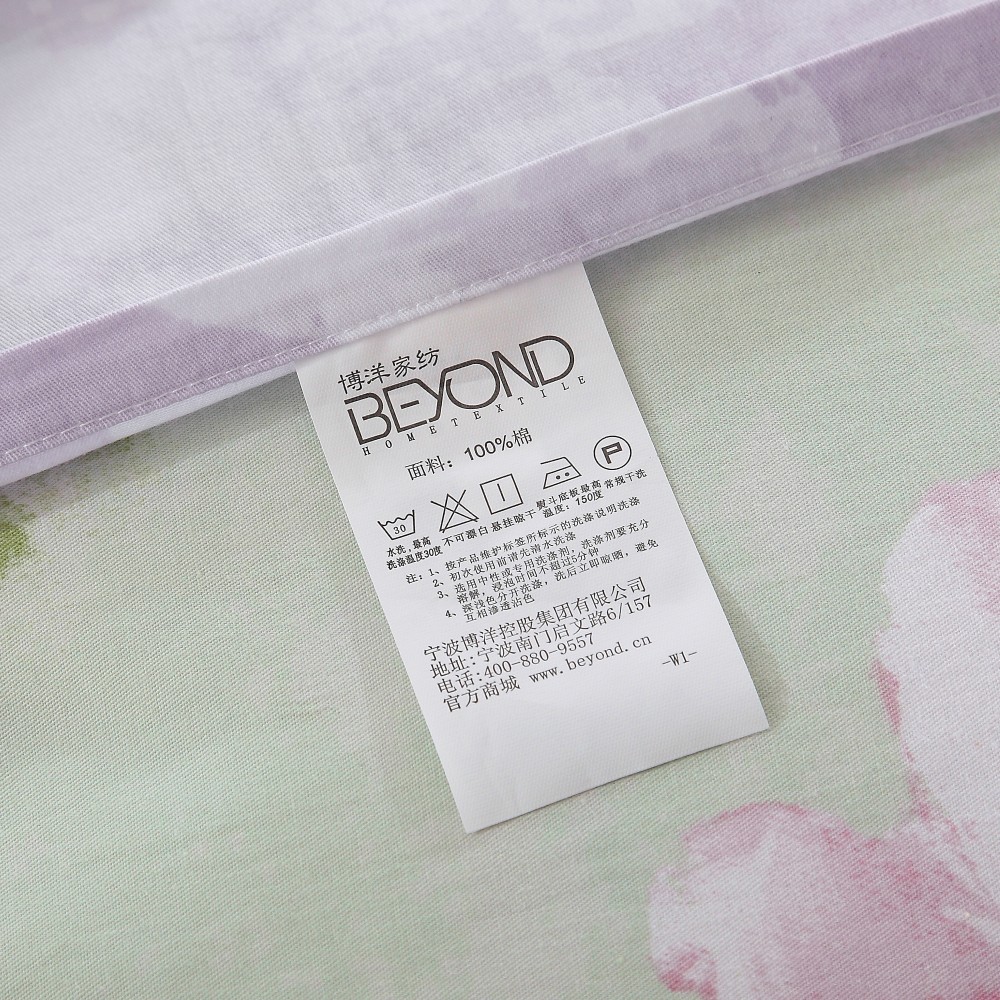 博洋家纺
BEYOND
HOMETEXTILE
面料：100%棉
30 P
水洗，最高洗涤温度30度 不可漂白 悬挂晾干 熨斗底板最高温度：150度 常规干洗
注：1、按产品维护标签所标示的洗涤说明洗涤
2、初次使用前请先清水洗涤
3、选用中性或专用洗涤剂，洗涤剂要充分
溶解，浸泡时间不超过5分钟
4、深浅色分开洗涤，洗后立即晾晒，避免
互相渗透沾色
宁波博洋控股集团有限公司
地址：宁波南门启文路6/157
电话：400-880-9557
官方商城 www.beyond.cn
-W1-